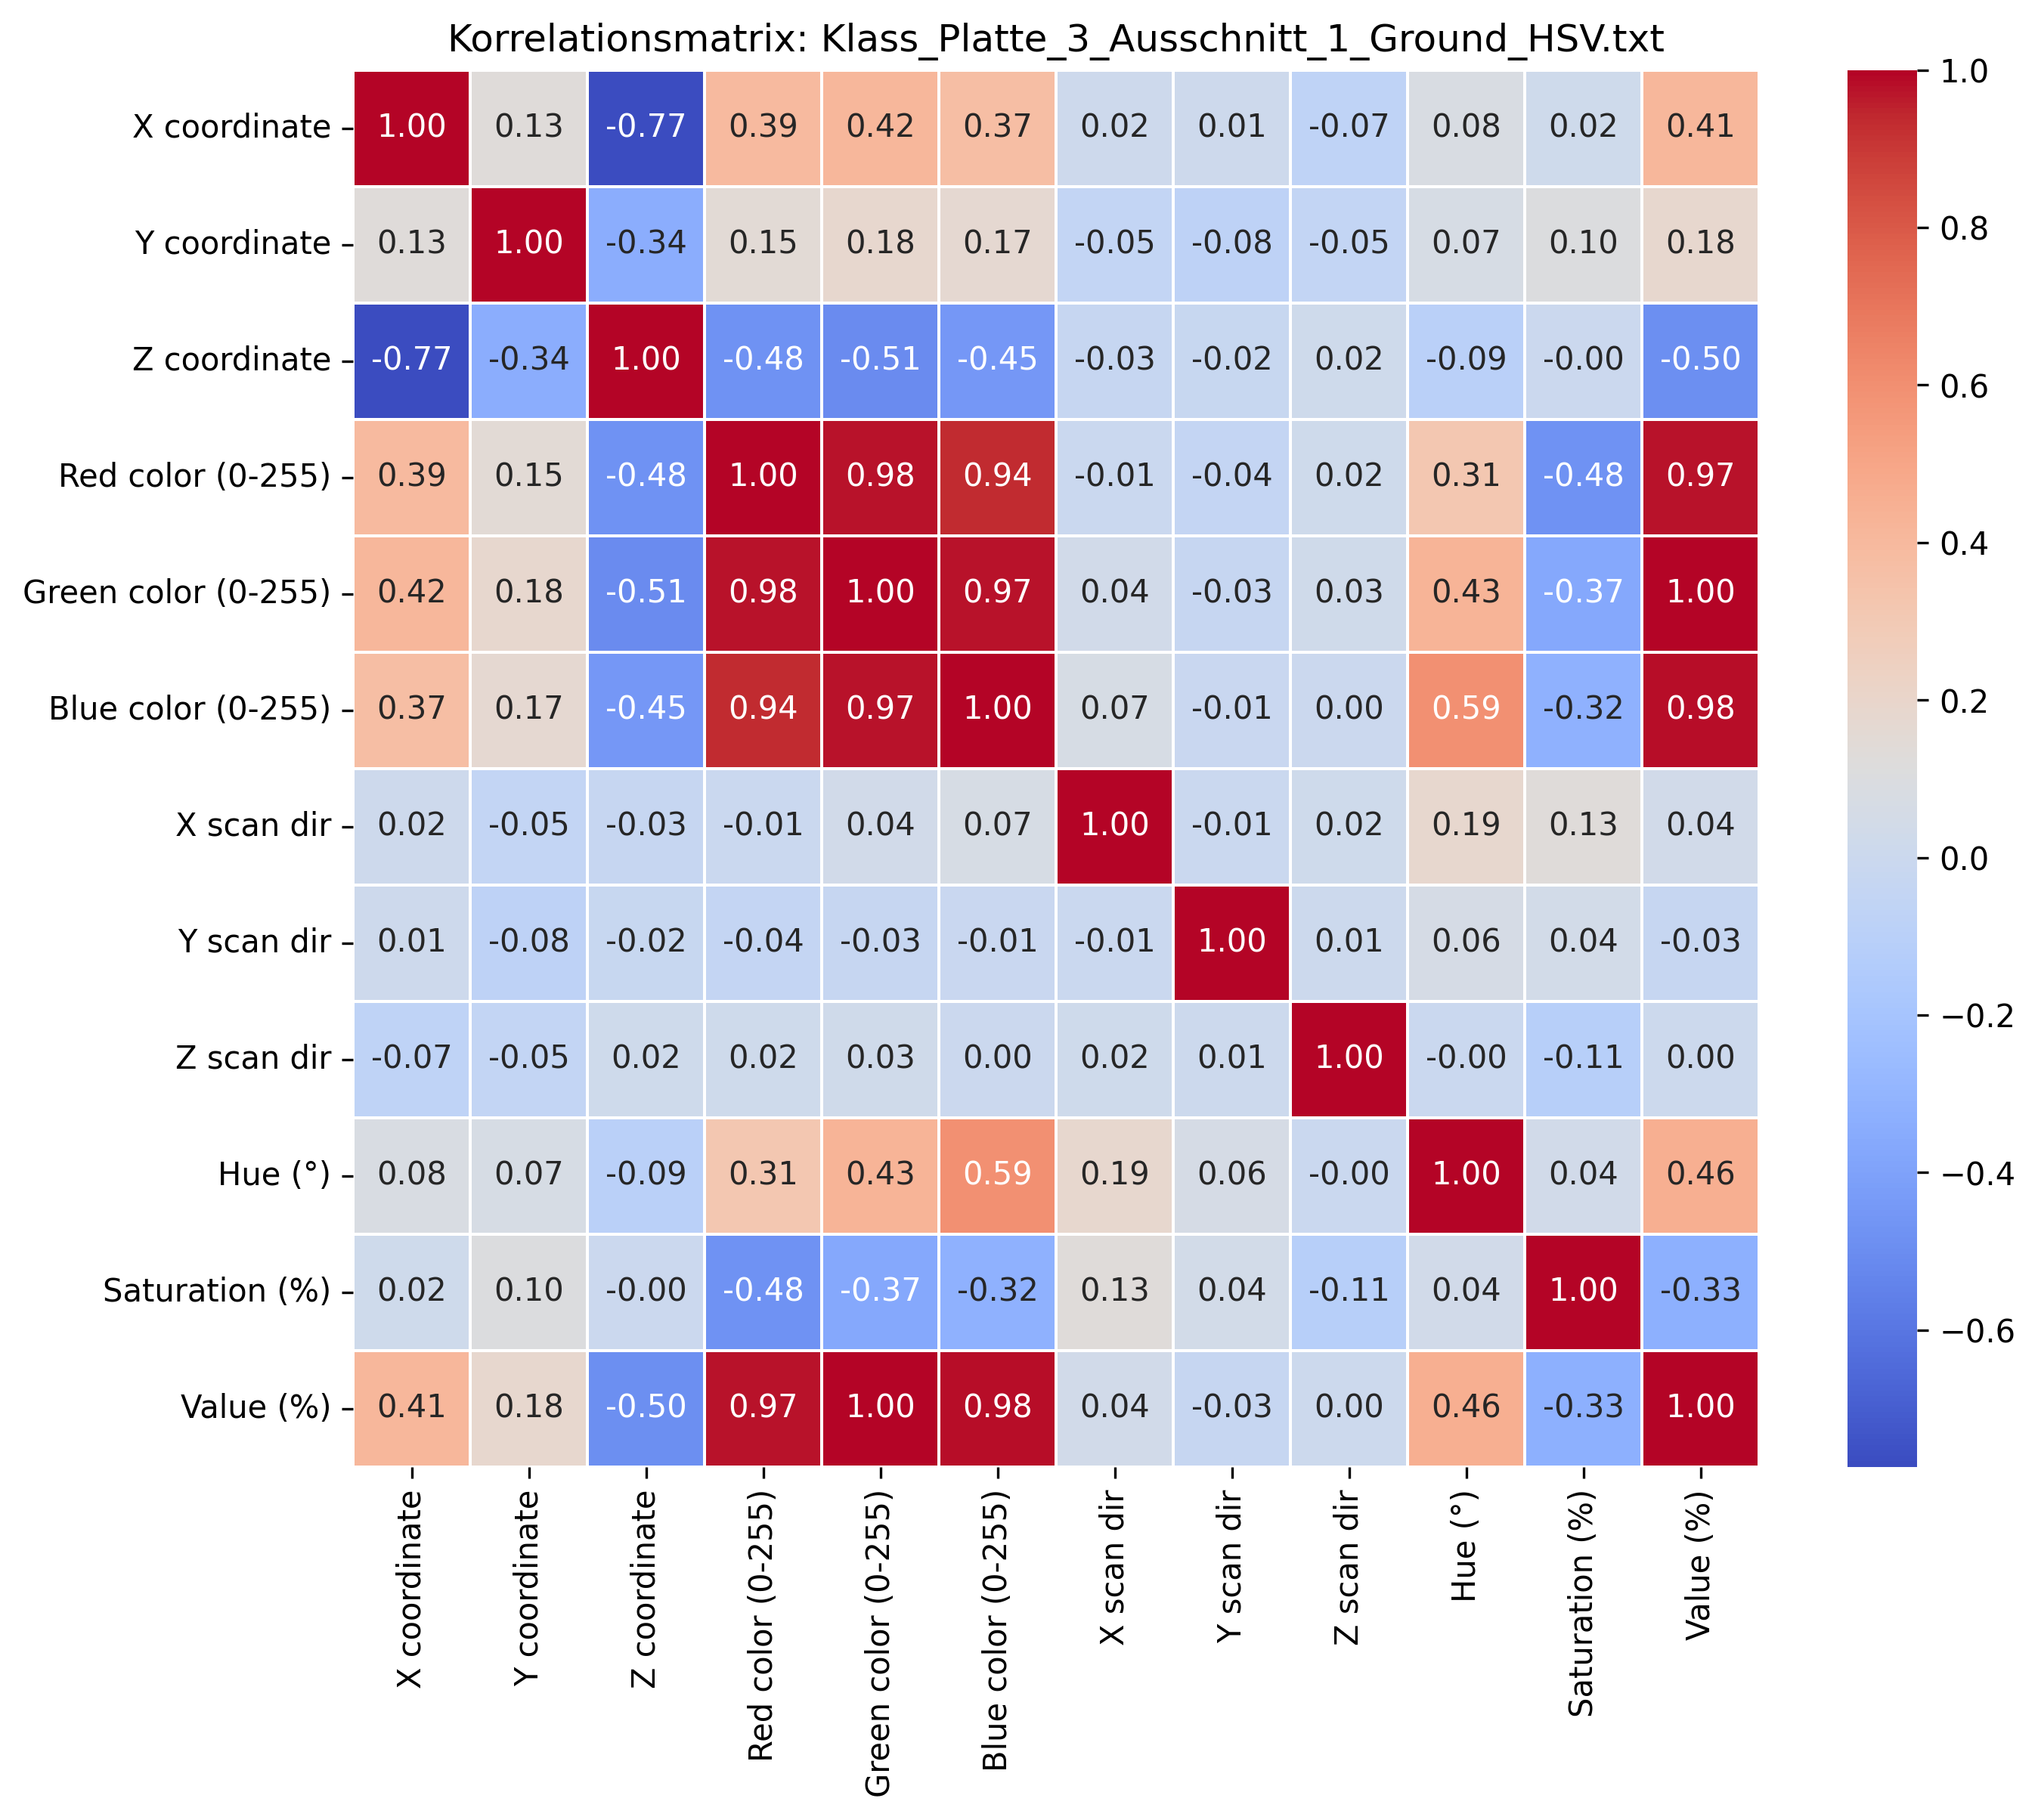 Korrelationsmatrix: Klass_Platte_3_Ausschnitt_1_Ground_HSV.txt
X coordinate 1.00 0.13 -0.77 0.39 0.42 0.37 0.02 0.01 -0.07 0.08 0.02 0.41
Y coordinate 0.13 1.00 -0.34 0.15 0.18 0.17 -0.05 -0.08 -0.05 0.07 0.10 0.18
Z coordinate -0.77 -0.34 1.00 -0.48 -0.51 -0.45 -0.03 -0.02 0.02 -0.09 -0.00 -0.50
Red color (0-255) 0.39 0.15 -0.48 1.00 0.98 0.94 -0.01 -0.04 0.02 0.31 -0.48 0.97
Green color (0-255) 0.42 0.18 -0.51 0.98 1.00 0.97 0.04 -0.03 0.03 0.43 -0.37 1.00
Blue color (0-255) 0.37 0.17 -0.45 0.94 0.97 1.00 0.07 -0.01 0.00 0.59 -0.32 0.98
X scan dir 0.02 -0.05 -0.03 -0.01 0.04 0.07 1.00 -0.01 0.02 0.19 0.13 0.04
Y scan dir 0.01 -0.08 -0.02 -0.04 -0.03 -0.01 -0.01 1.00 0.01 0.06 0.04 -0.03
Z scan dir -0.07 -0.05 0.02 0.02 0.03 0.00 0.02 0.01 1.00 -0.00 -0.11 0.00
Hue (°) 0.08 0.07 -0.09 0.31 0.43 0.59 0.19 0.06 -0.00 1.00 0.04 0.46
Saturation (%) 0.02 0.10 -0.00 -0.48 -0.37 -0.32 0.13 0.04 -0.11 0.04 1.00 -0.33
Value (%) 0.41 0.18 -0.50 0.97 1.00 0.98 0.04 -0.03 0.00 0.46 -0.33 1.00
X coordinate
Y coordinate
Z coordinate
Red color (0-255)
Green color (0-255)
Blue color (0-255)
X scan dir
Y scan dir
Z scan dir
Hue (°)
Saturation (%)
Value (%)
1.0
0.8
0.6
0.4
0.2
0.0
−0.2
−0.4
−0.6